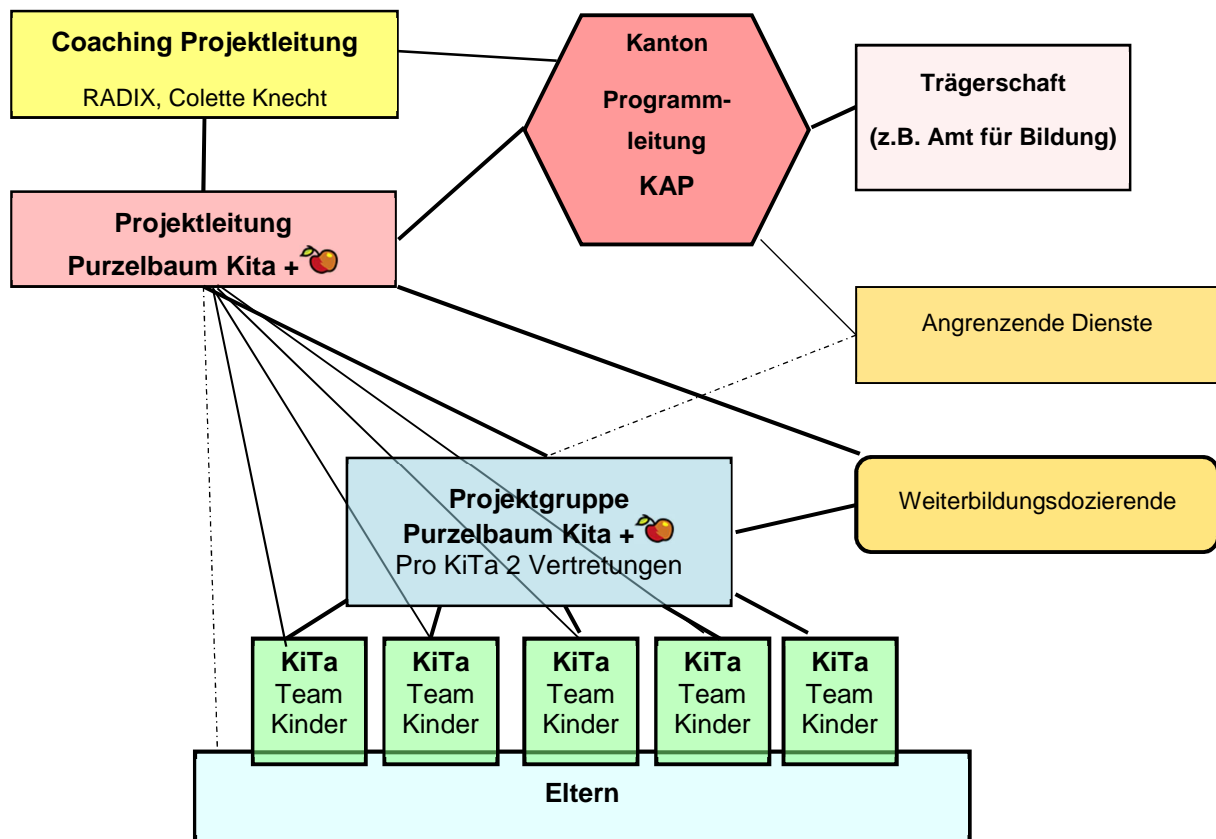 Coaching Projektleitung
RADIX, Colette Knecht
Kanton
Programm-
leitung
KAP
Trägerschaft
(z.B. Amt für Bildung)
Projektleitung
Purzelbaum Kita +
Angrenzende Dienste
Projektgruppe
Purzelbaum Kita +
Pro KiTa 2 Vertretungen
Weiterbildungsdozierende
KiTa
Team
Kinder
KiTa
Team
Kinder
KiTa
Team
Kinder
KiTa
Team
Kinder
KiTa
Team
Kinder
Eltern